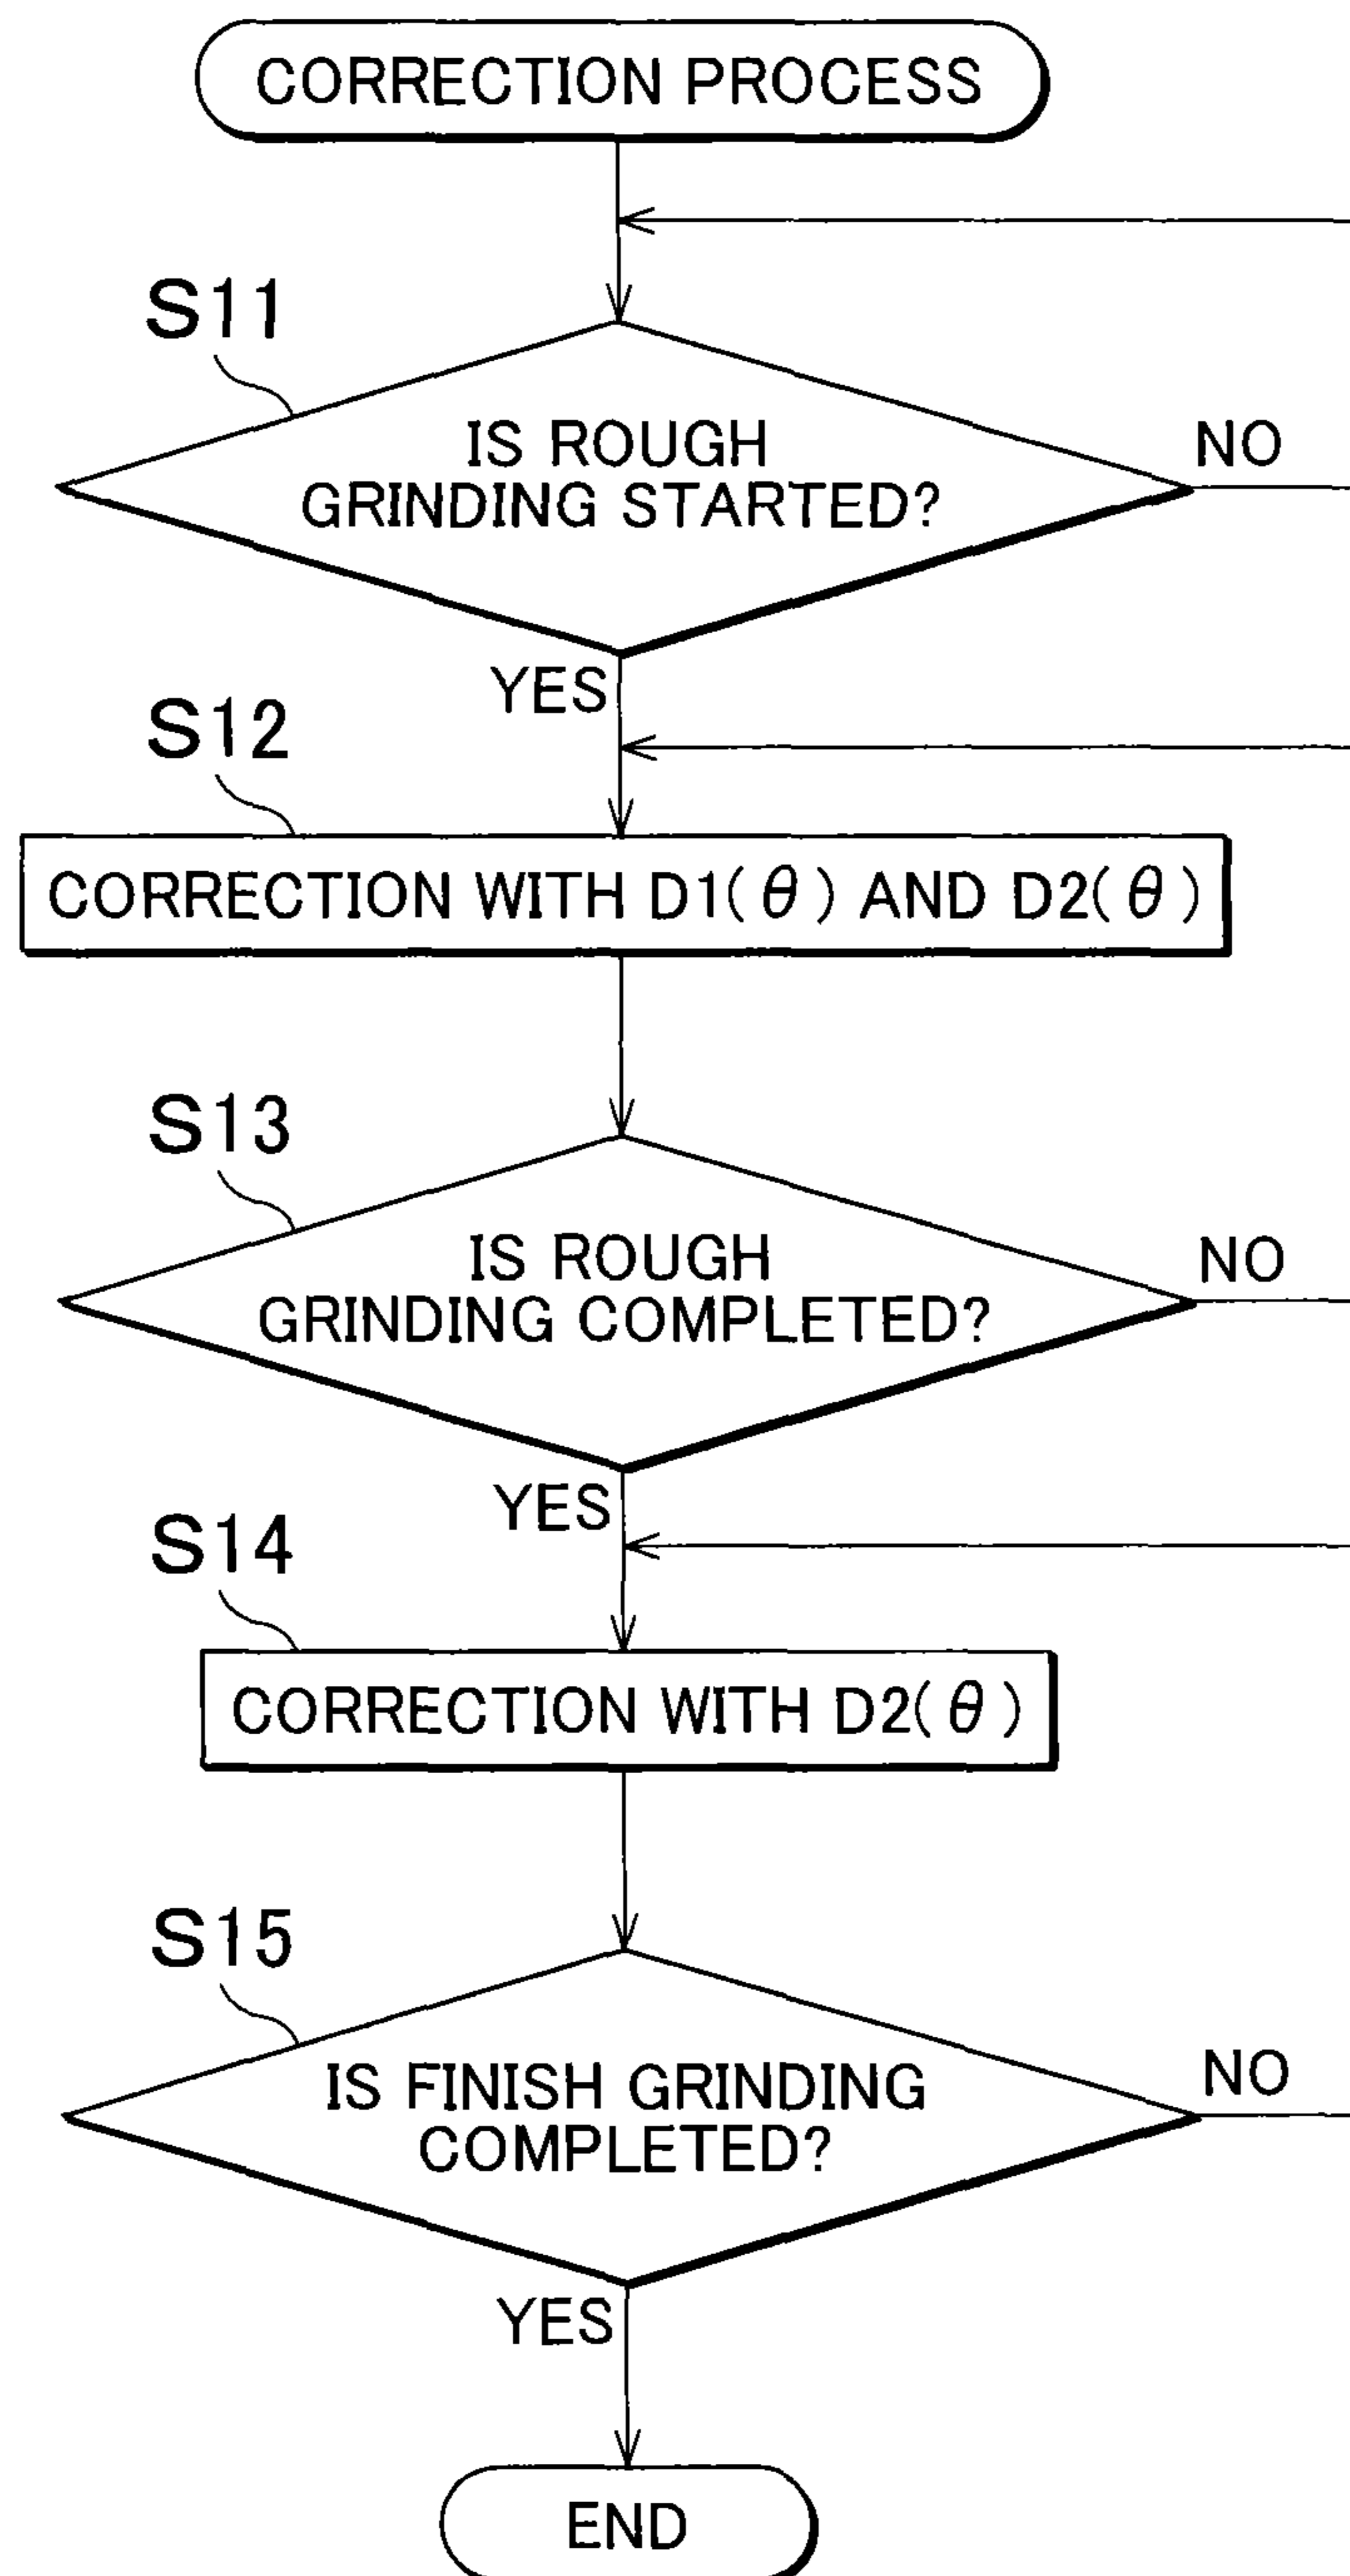 CORRECTION PROCESS
S11
IS ROUGH
GRINDING STARTED?
NO
YES
S12
CORRECTION WITH D1(θ) AND D2(θ)
S13
IS ROUGH
GRINDING COMPLETED?
NO
YES
S14
CORRECTION WITH D2(θ)
S15
IS FINISH GRINDING
COMPLETED?
NO
YES
END